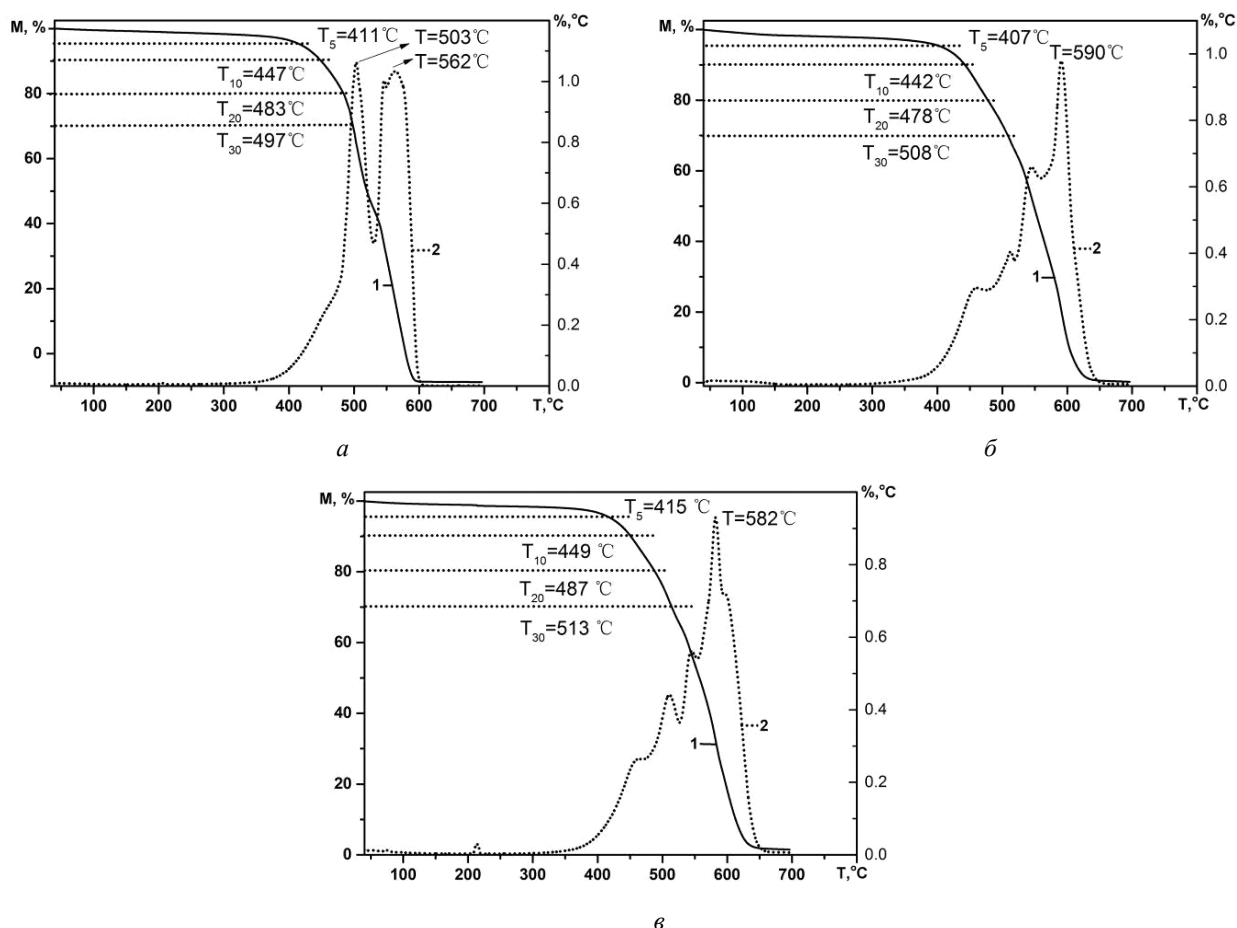 M, %
%,°C
T₅=411℃
T=503℃
T=562℃
T₁₀=447℃
T₂₀=483℃
T₃₀=497℃
80
60
40
20
0
1.0
0.8
0.6
0.4
0.2
0.0
1
2
100 200 300 400 500 600 700 T,°C
а
M, %
%,°C
T₅=407℃
T=590℃
T₁₀=442℃
T₂₀=478℃
T₃₀=508℃
80
60
40
20
0
1.0
0.8
0.6
0.4
0.2
0.0
1
2
100 200 300 400 500 600 700 T,°C
б
M, %
%,°C
T₅=415 ℃
T=582℃
T₁₀=449 ℃
T₂₀=487 ℃
T₃₀=513 ℃
80
60
40
20
0
0.8
0.6
0.4
0.2
0.0
1
2
100 200 300 400 500 600 700 T,°C
в